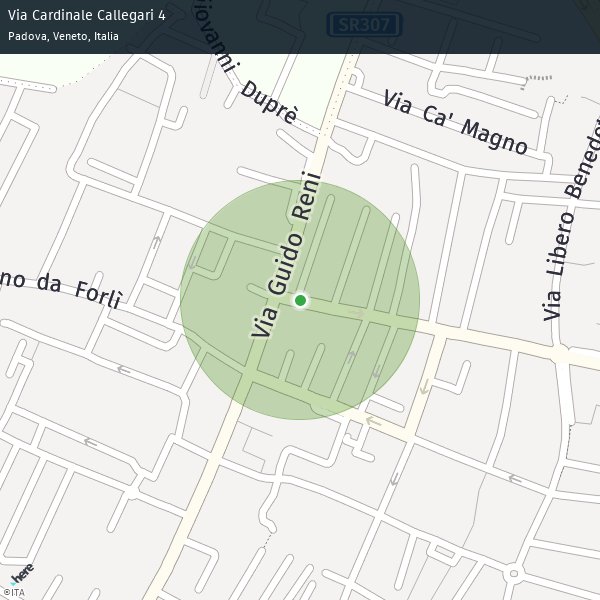 Via Cardinale Callegari 4
Padova, Veneto, Italia
SR307
Giovanni Duprè
Via Ca' Magno
Via Libero Benedet
Via Guido Reni
no da Forlì
here
©ITA